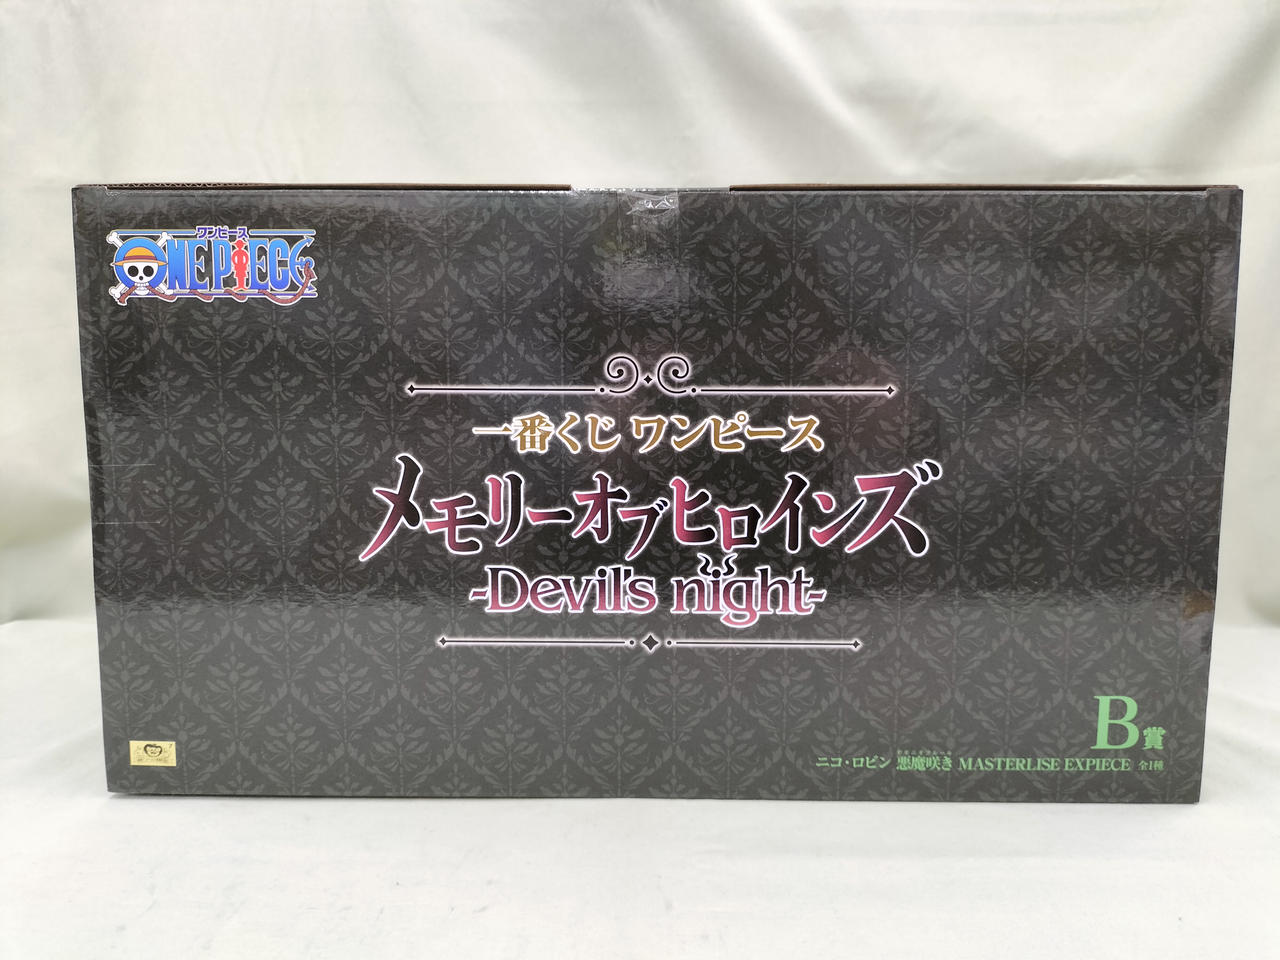 ワンピース
ONE PIECE
一番くじ ワンピース
メモリーオブヒロインズ
-Devil's night-
B賞
ニコ・ロビン 悪魔咲き MASTERLISE EXPIECE 全1種